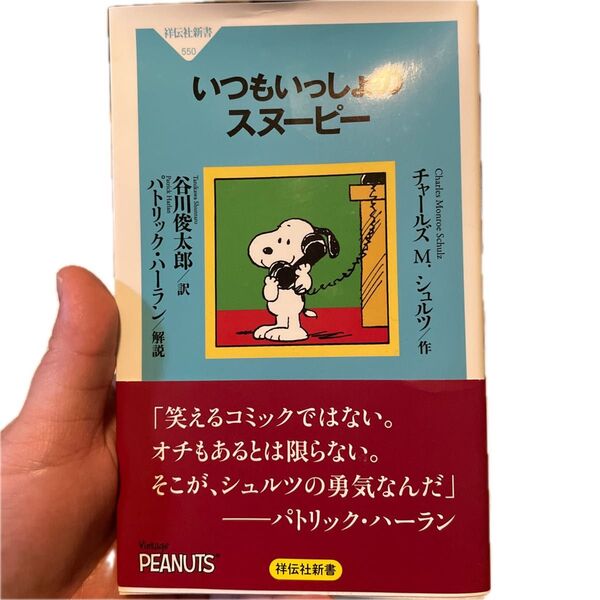 祥伝社新書
550
いつもいっしょの
スヌーピー
Charles Monroe Schulz
チャールズ M. シュルツ/作
Tanikawa Shuntaro
谷川俊太郎/訳
Patrick Harlan
パトリック・ハーラン/解説
「笑えるコミックではない。
オチもあるとは限らない。
そこが、シュルツの勇気なんだ」
──パトリック・ハーラン
Vintage
PEANUTS
祥伝社新書